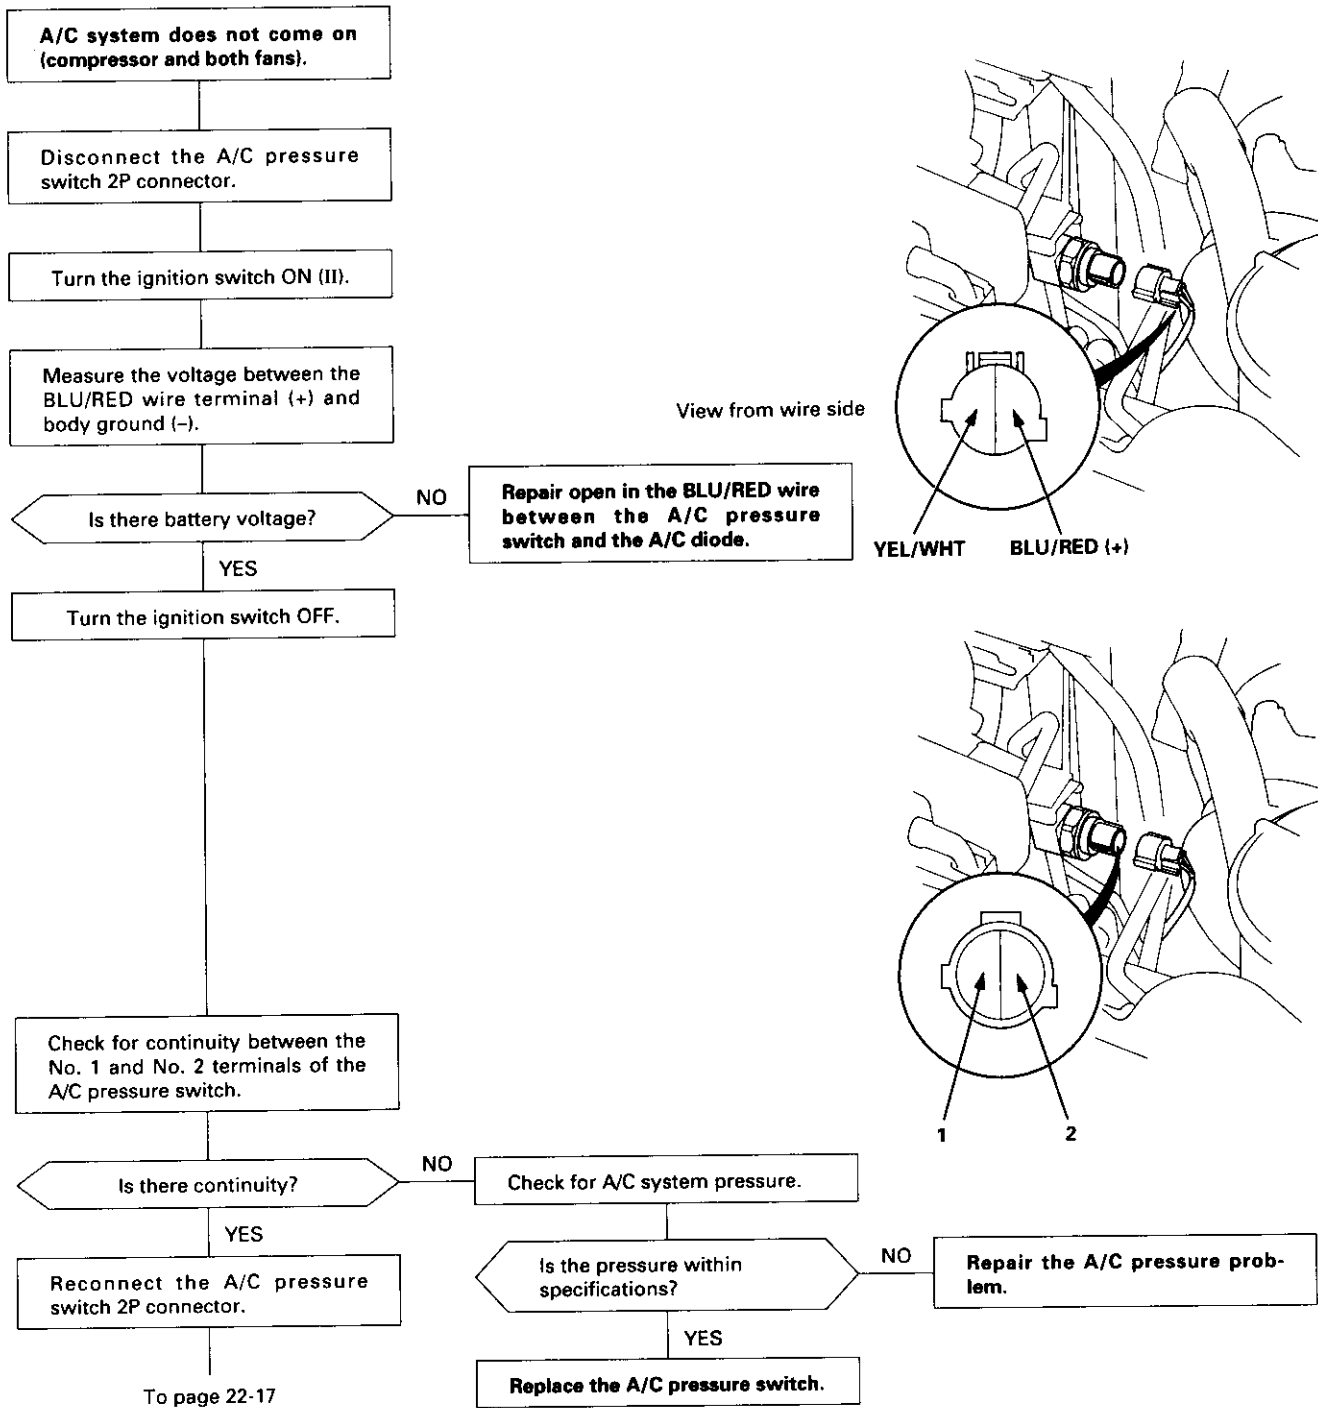 A/C system does not come on
(compressor and both fans).
Disconnect the A/C pressure
switch 2P connector.
Turn the ignition switch ON (II).
Measure the voltage between the
BLU/RED wire terminal (+) and
body ground (–).
View from wire side
YEL/WHT
BLU/RED (+)
Is there battery voltage?
NO
Repair open in the BLU/RED wire
between the A/C pressure
switch and the A/C diode.
YES
Turn the ignition switch OFF.
Check for continuity between the
No. 1 and No. 2 terminals of the
A/C pressure switch.
1
2
Is there continuity?
NO
Check for A/C system pressure.
YES
Is the pressure within
specifications?
NO
Repair the A/C pressure prob-
lem.
Reconnect the A/C pressure
switch 2P connector.
YES
Replace the A/C pressure switch.
To page 22-17